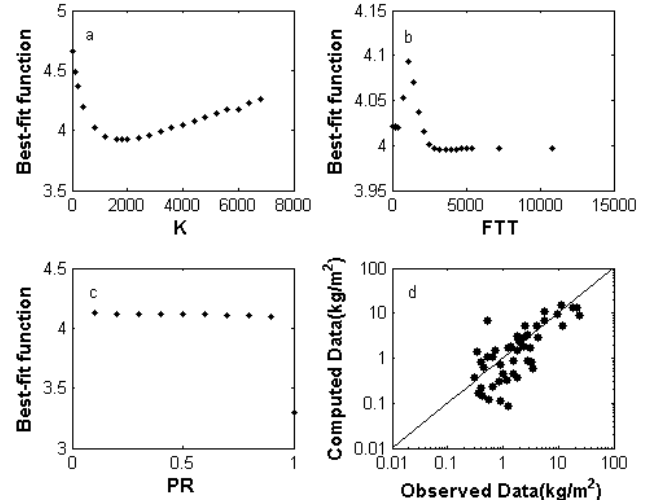 a
Best-fit function
5
4.5
4
3.5
0
2000
4000
6000
8000
K
b
Best-fit function
4.15
4.1
4.05
4
3.95
0
5000
10000
15000
FTT
c
Best-fit function
4.5
4
3.5
3
0
0.5
1
PR
d
Computed Data(kg/m²)
100
10
1
0.1
0.01
0.01
0.1
1
10
100
Observed Data(kg/m²)